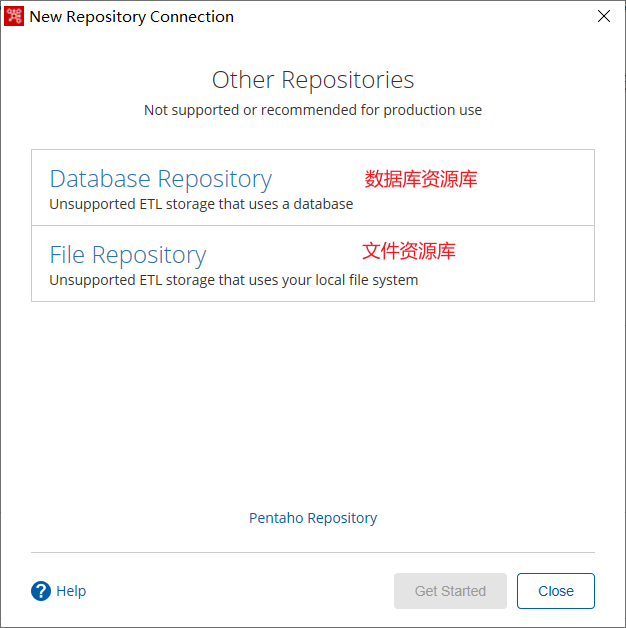 New Repository Connection
Other Repositories
Not supported or recommended for production use
Database Repository 数据库资源库
Unsupported ETL storage that uses a database
File Repository 文件资源库
Unsupported ETL storage that uses your local file system
Pentaho Repository
? Help Get Started Close